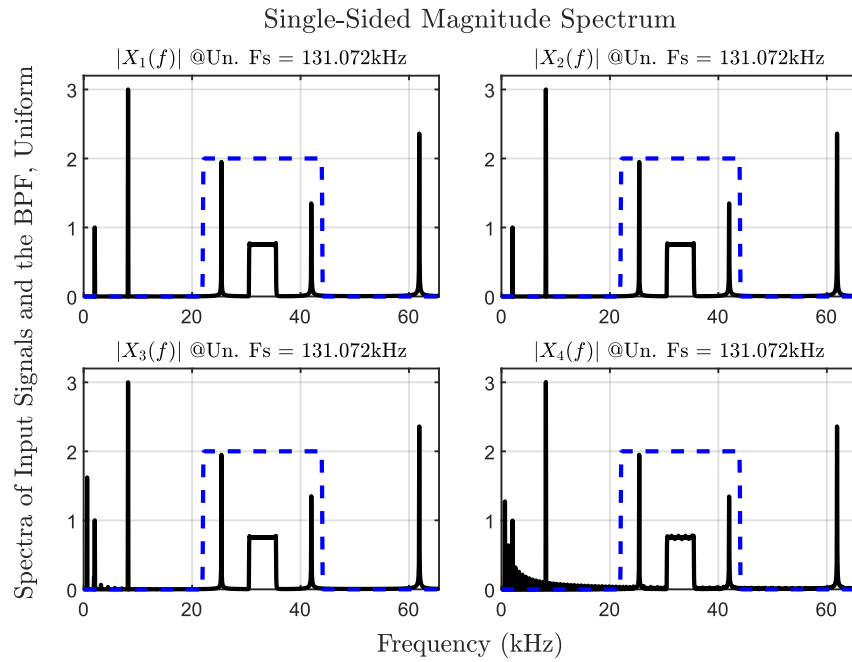 Single-Sided Magnitude Spectrum
Spectra of Input Signals and the BPF, Uniform
|X₁(f)| @Un. Fs = 131.072kHz
3
2
1
0
0 20 40 60
|X₂(f)| @Un. Fs = 131.072kHz
3
2
1
0
0 20 40 60
|X₃(f)| @Un. Fs = 131.072kHz
3
2
1
0
0 20 40 60
|X₄(f)| @Un. Fs = 131.072kHz
3
2
1
0
0 20 40 60
Frequency (kHz)